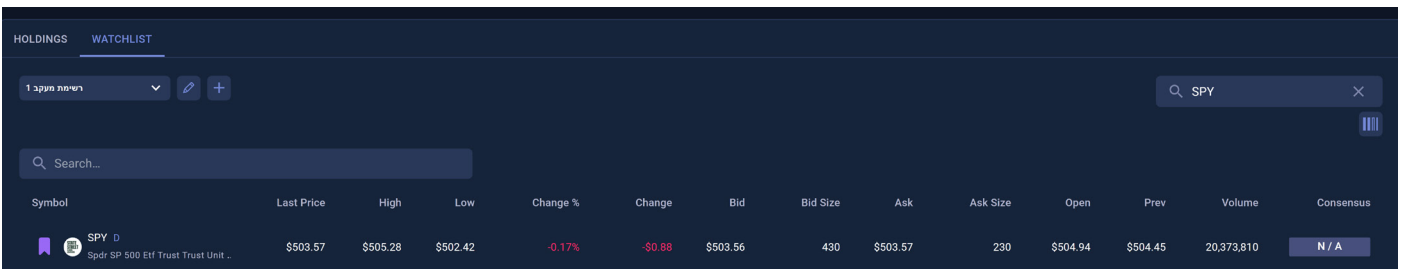 HOLDINGS WATCHLIST
רשימת מעקב 1
SPY
Search...
Symbol Last Price High Low Change % Change Bid Bid Size Ask Ask Size Open Prev Volume Consensus
SPY D $503.57 $505.28 $502.42 -0.17% -$0.88 $503.56 430 $503.57 230 $504.94 $504.45 20,373,810 N / A
Spdr SP 500 Etf Trust Trust Unit ..